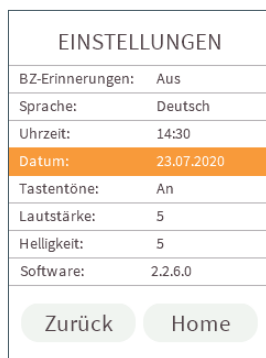 EINSTELLUNGEN
BZ-Erinnerungen: Aus
Sprache: Deutsch
Uhrzeit: 14:30
Datum: 23.07.2020
Tastentöne: An
Lautstärke: 5
Helligkeit: 5
Software: 2.2.6.0
Zurück Home